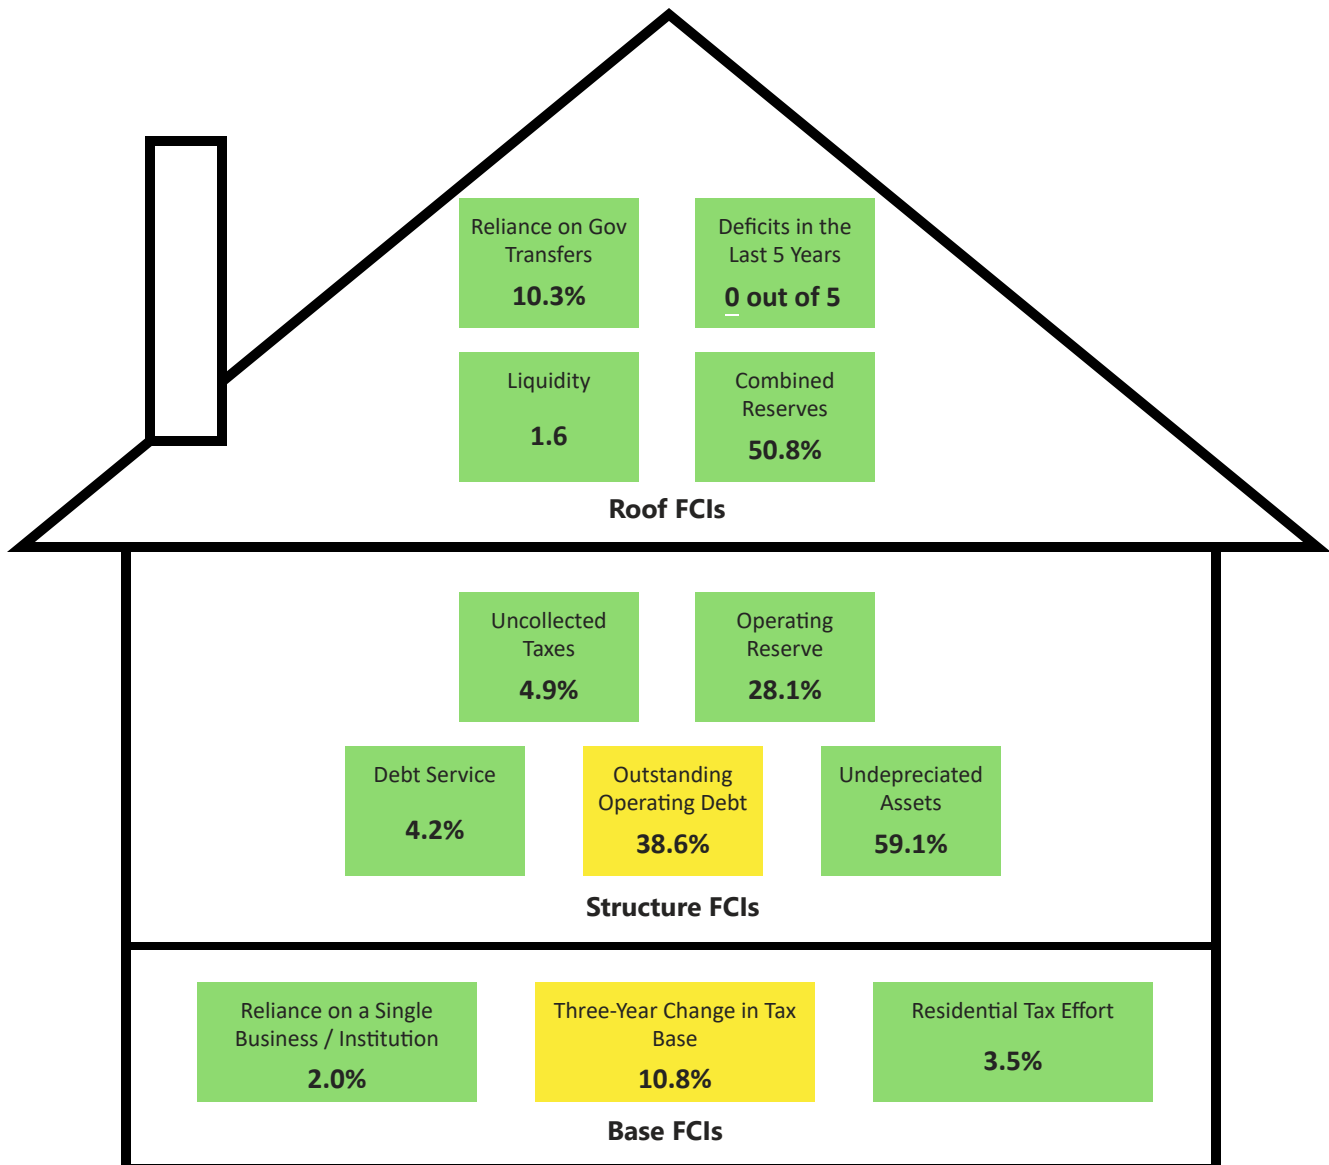 Reliance on Gov
Transfers
10.3%
Deficits in the
Last 5 Years
0 out of 5
Liquidity
1.6
Combined
Reserves
50.8%
Roof FCIs
Uncollected
Taxes
4.9%
Operating
Reserve
28.1%
Debt Service
4.2%
Outstanding
Operating Debt
38.6%
Undepreciated
Assets
59.1%
Structure FCIs
Reliance on a Single
Business / Institution
2.0%
Three-Year Change in Tax
Base
10.8%
Residential Tax Effort
3.5%
Base FCIs